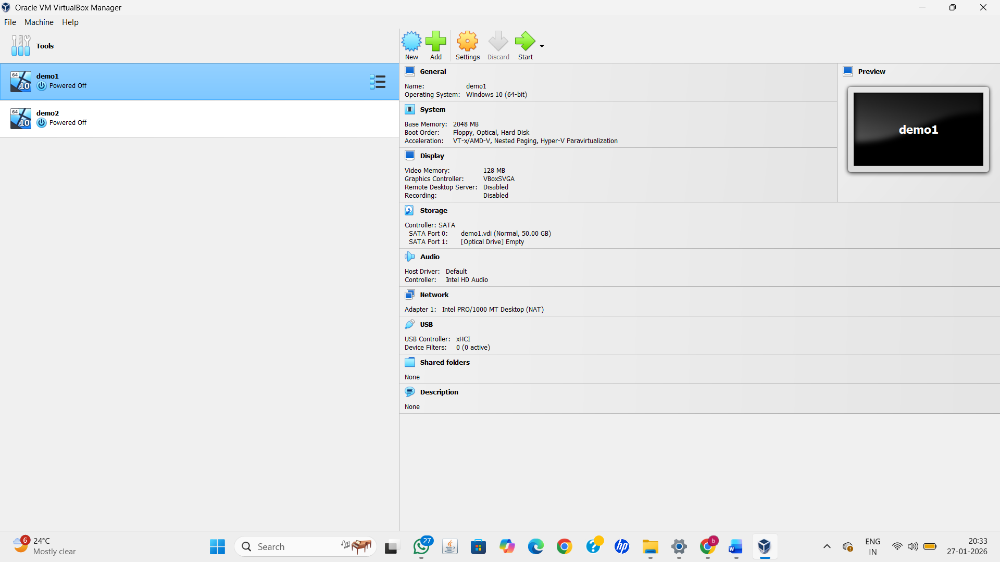 Oracle VM VirtualBox Manager
File Machine Help
Tools
New Add Settings Discard Start
64 10 demo1
Powered Off
64 10 demo2
Powered Off
General
Name: demo1
Operating System: Windows 10 (64-bit)
System
Base Memory: 2048 MB
Boot Order: Floppy, Optical, Hard Disk
Acceleration: VT-x/AMD-V, Nested Paging, Hyper-V Paravirtualization
Display
Video Memory: 128 MB
Graphics Controller: VBoxSVGA
Remote Desktop Server: Disabled
Recording: Disabled
Preview
demo1
Storage
Controller: SATA
SATA Port 0: demo1.vdi (Normal, 50.00 GB)
SATA Port 1: [Optical Drive] Empty
Audio
Host Driver: Default
Controller: Intel HD Audio
Network
Adapter 1: Intel PRO/1000 MT Desktop (NAT)
USB
USB Controller: xHCI
Device Filters: 0 (0 active)
Shared folders
None
Description
None
6 24°C
Mostly clear
Search
27
hp
b
W
ENG
IN
20:33
27-01-2026